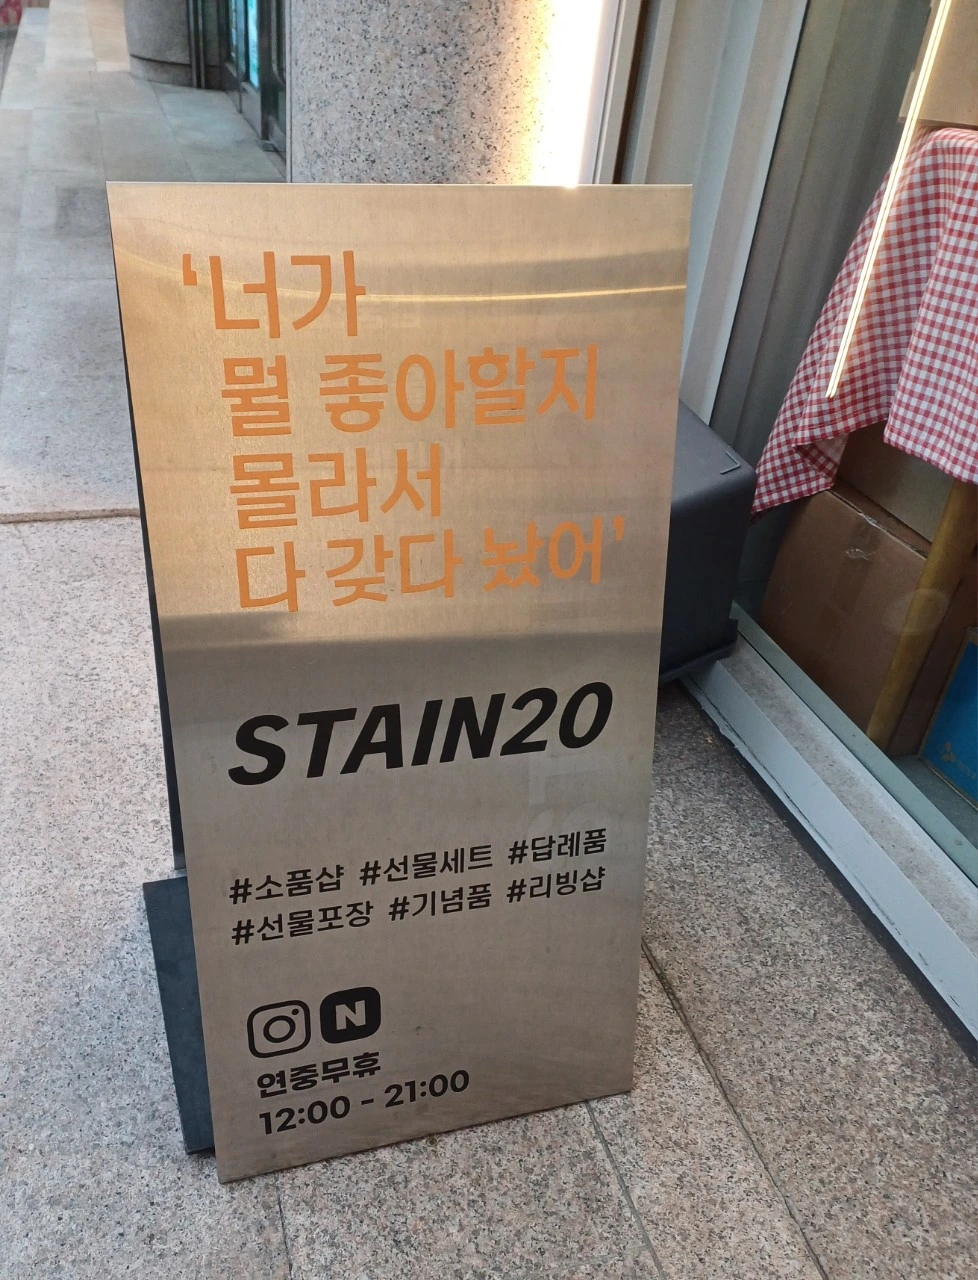 ‘너가
뭘 좋아할지
몰라서
다 갖다 놨어’
STAIN20
#소품샵 #선물세트 #답례품
#선물포장 #기념품 #리빙샵
N
연중무휴
12:00 - 21:00